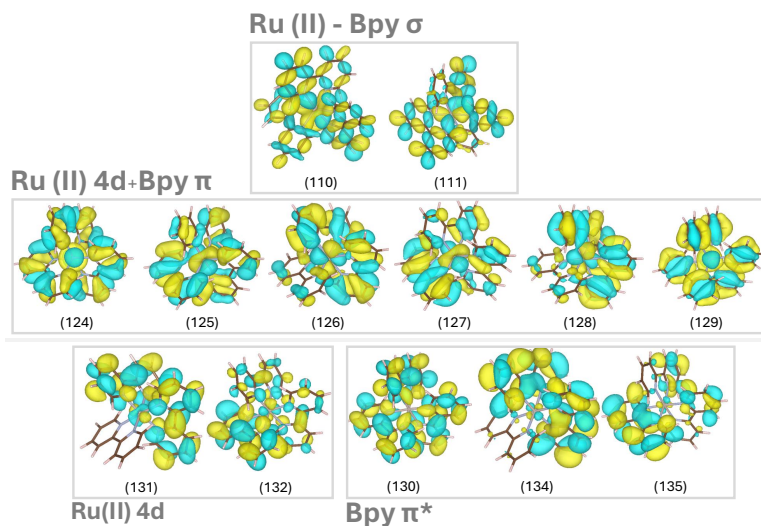 Ru (II) - Bpy σ
(110) (111)
Ru (II) 4d+Bpy π
(124) (125) (126) (127) (128) (129)
(131) (132) (130) (134) (135)
Ru(II) 4d Bpy π*